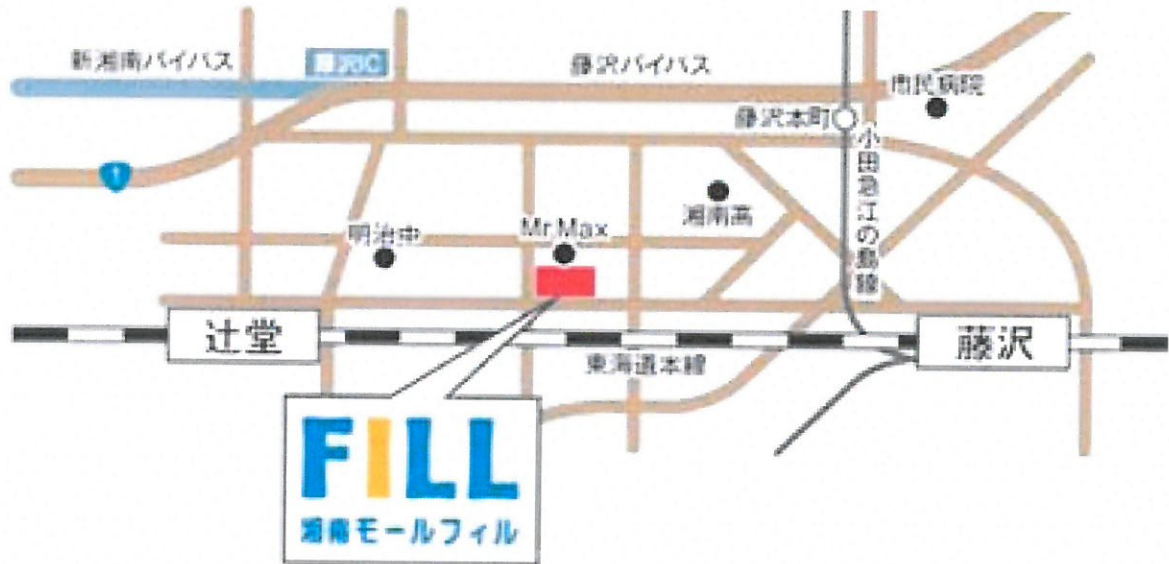 新湘南バイパス
藤沢IC
藤沢バイパス
市民病院
藤沢本町
小田急江の島線
1
湘南高
明治中
Mr.Max
辻堂
藤沢
東海道本線
FILL
湘南モールフィル